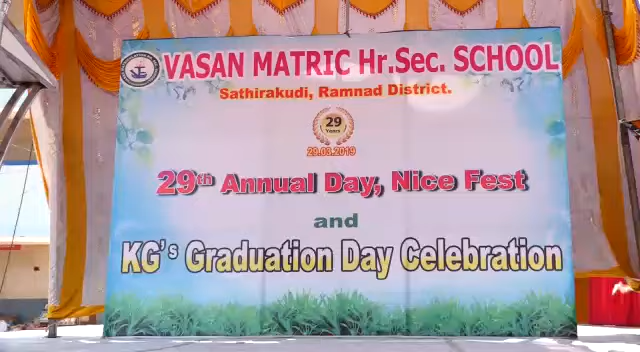 VASAN MATRIC Hr.Sec. SCHOOL
Sathirakudi, Ramnad District.
29
Years
29.03.2019
29th Annual Day, Nice Fest
and
KG's Graduation Day Celebration